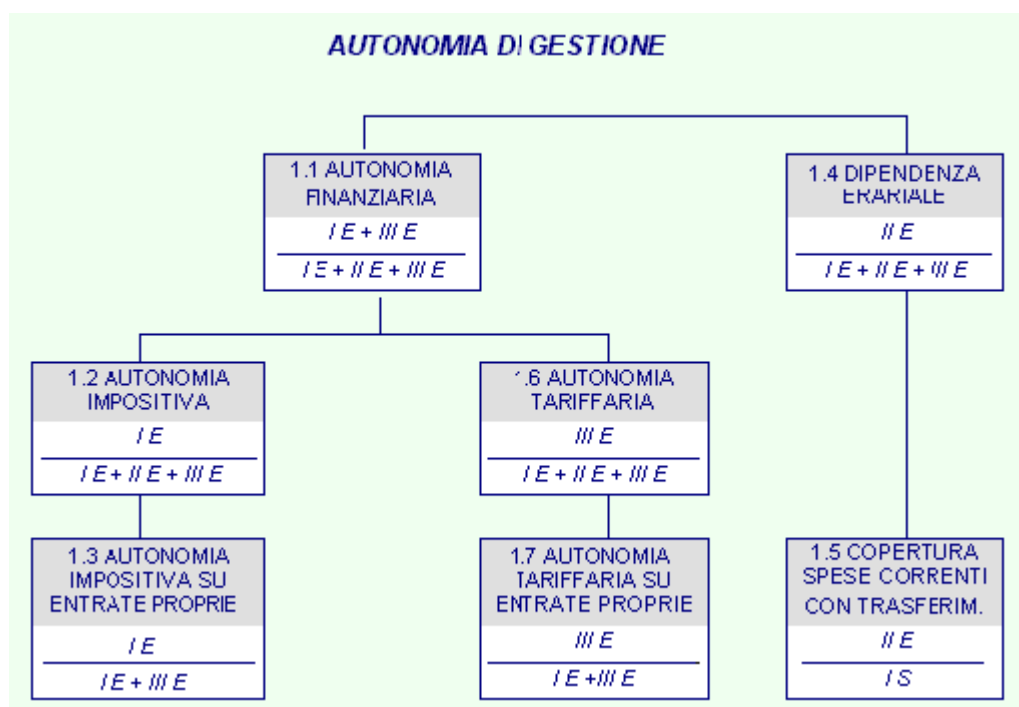 AUTONOMIA DI GESTIONE
1.1 AUTONOMIA
FINANZIARIA
I E + III E
I E + II E + III E
1.4 DIPENDENZA
ERARIALE
II E
I E + II E + III E
1.2 AUTONOMIA
IMPOSITIVA
I E
I E + II E + III E
1.6 AUTONOMIA
TARIFFARIA
III E
I E + II E + III E
1.3 AUTONOMIA
IMPOSITIVA SU
ENTRATE PROPRIE
I E
I E + III E
1.7 AUTONOMIA
TARIFFARIA SU
ENTRATE PROPRIE
III E
I E +III E
1.5 COPERTURA
SPESE CORRENTI
CON TRASFERIM.
II E
I S